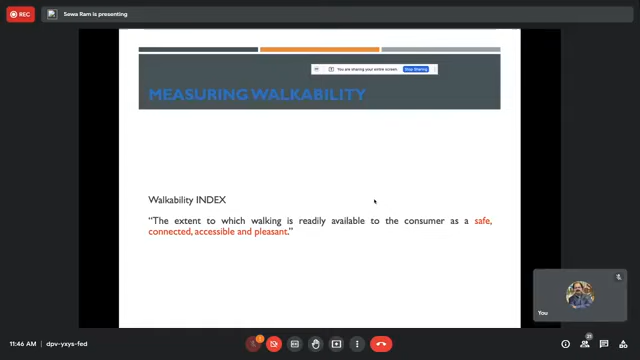 REC
Sewa Ram is presenting
You are sharing your entire screen.
Stop Sharing
MEASURING WALKABILITY
Walkability INDEX
“The extent to which walking is readily available to the consumer as a safe,
connected, accessible and pleasant.”
You
11:46 AM | dpv-yxys-fed